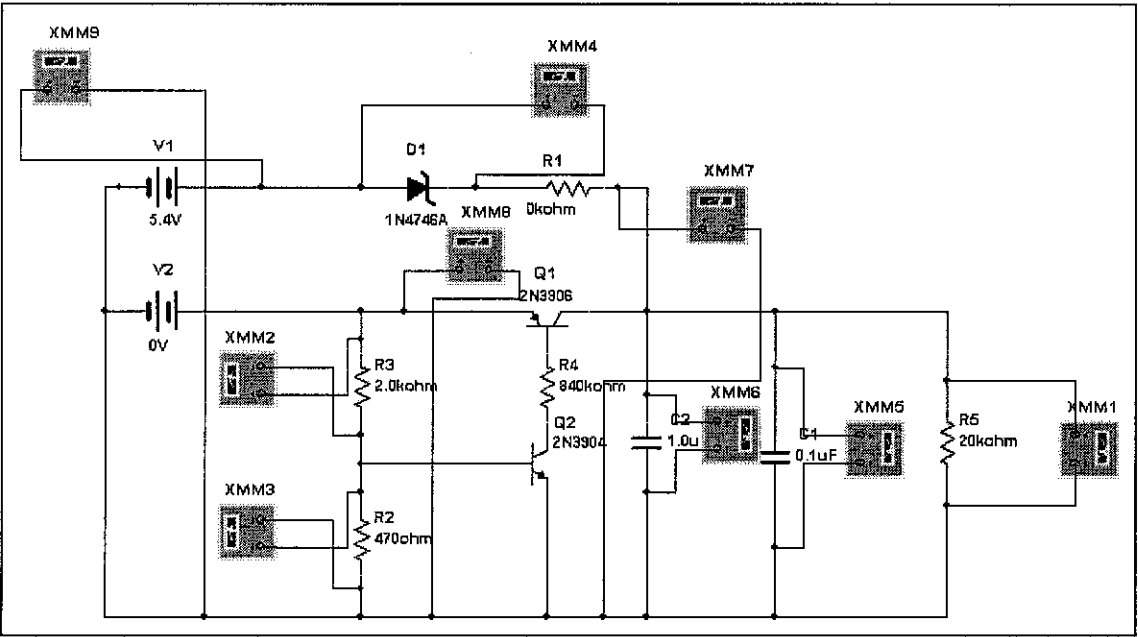 XMM9
XMM4
V1
5.4V
D1
1N4746A
R1
0kohm
XMM7
XMM8
V2
0V
Q1
2N3906
XMM2
R3
2.0kohm
R4
840kohm
XMM6
XMM5
XMM1
Q2
2N3904
C2
1.0u
C1
0.1uF
R5
20kohm
XMM3
R2
470ohm